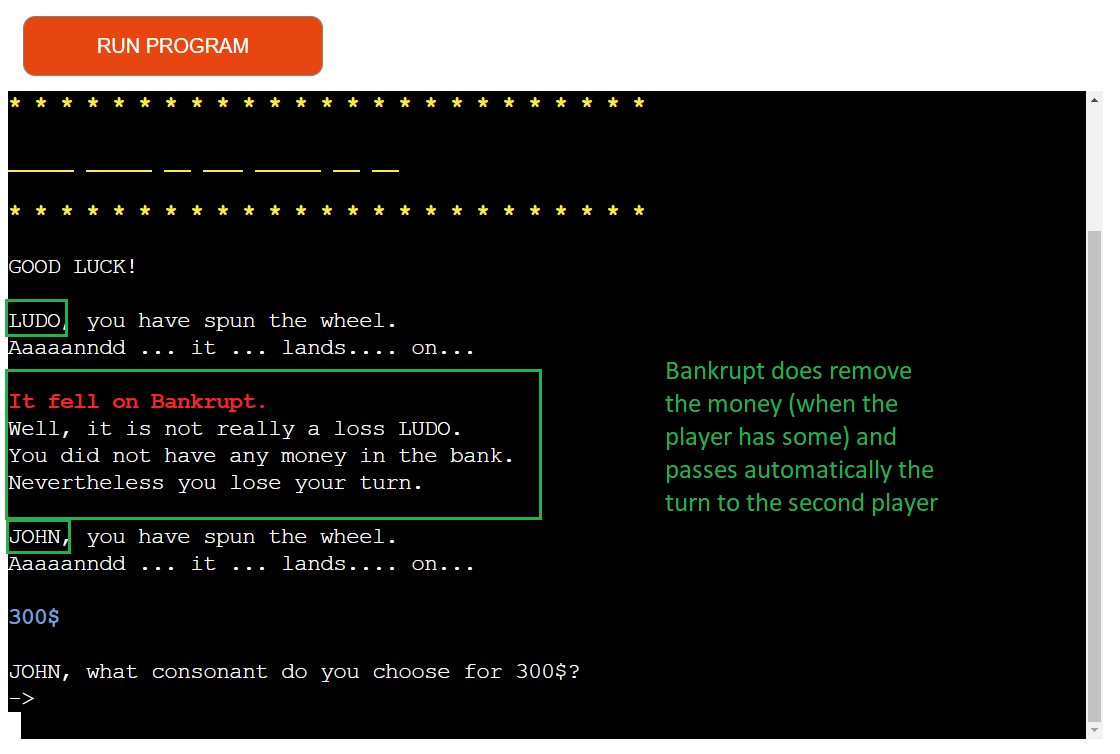 RUN PROGRAM
* * * * * * * * * * * * * * * * * * * * * * * * *
_____ _____ __ ___ _____ __ __
* * * * * * * * * * * * * * * * * * * * * * * * *
GOOD LUCK!
LUDO, you have spun the wheel.
Aaaaanndd ... it ... lands.... on...
It fell on Bankrupt.
Well, it is not really a loss LUDO.
You did not have any money in the bank.
Nevertheless you lose your turn.
Bankrupt does remove
the money (when the
player has some) and
passes automatically the
turn to the second player
JOHN, you have spun the wheel.
Aaaaanndd ... it ... lands.... on...
300$
JOHN, what consonant do you choose for 300$?
->